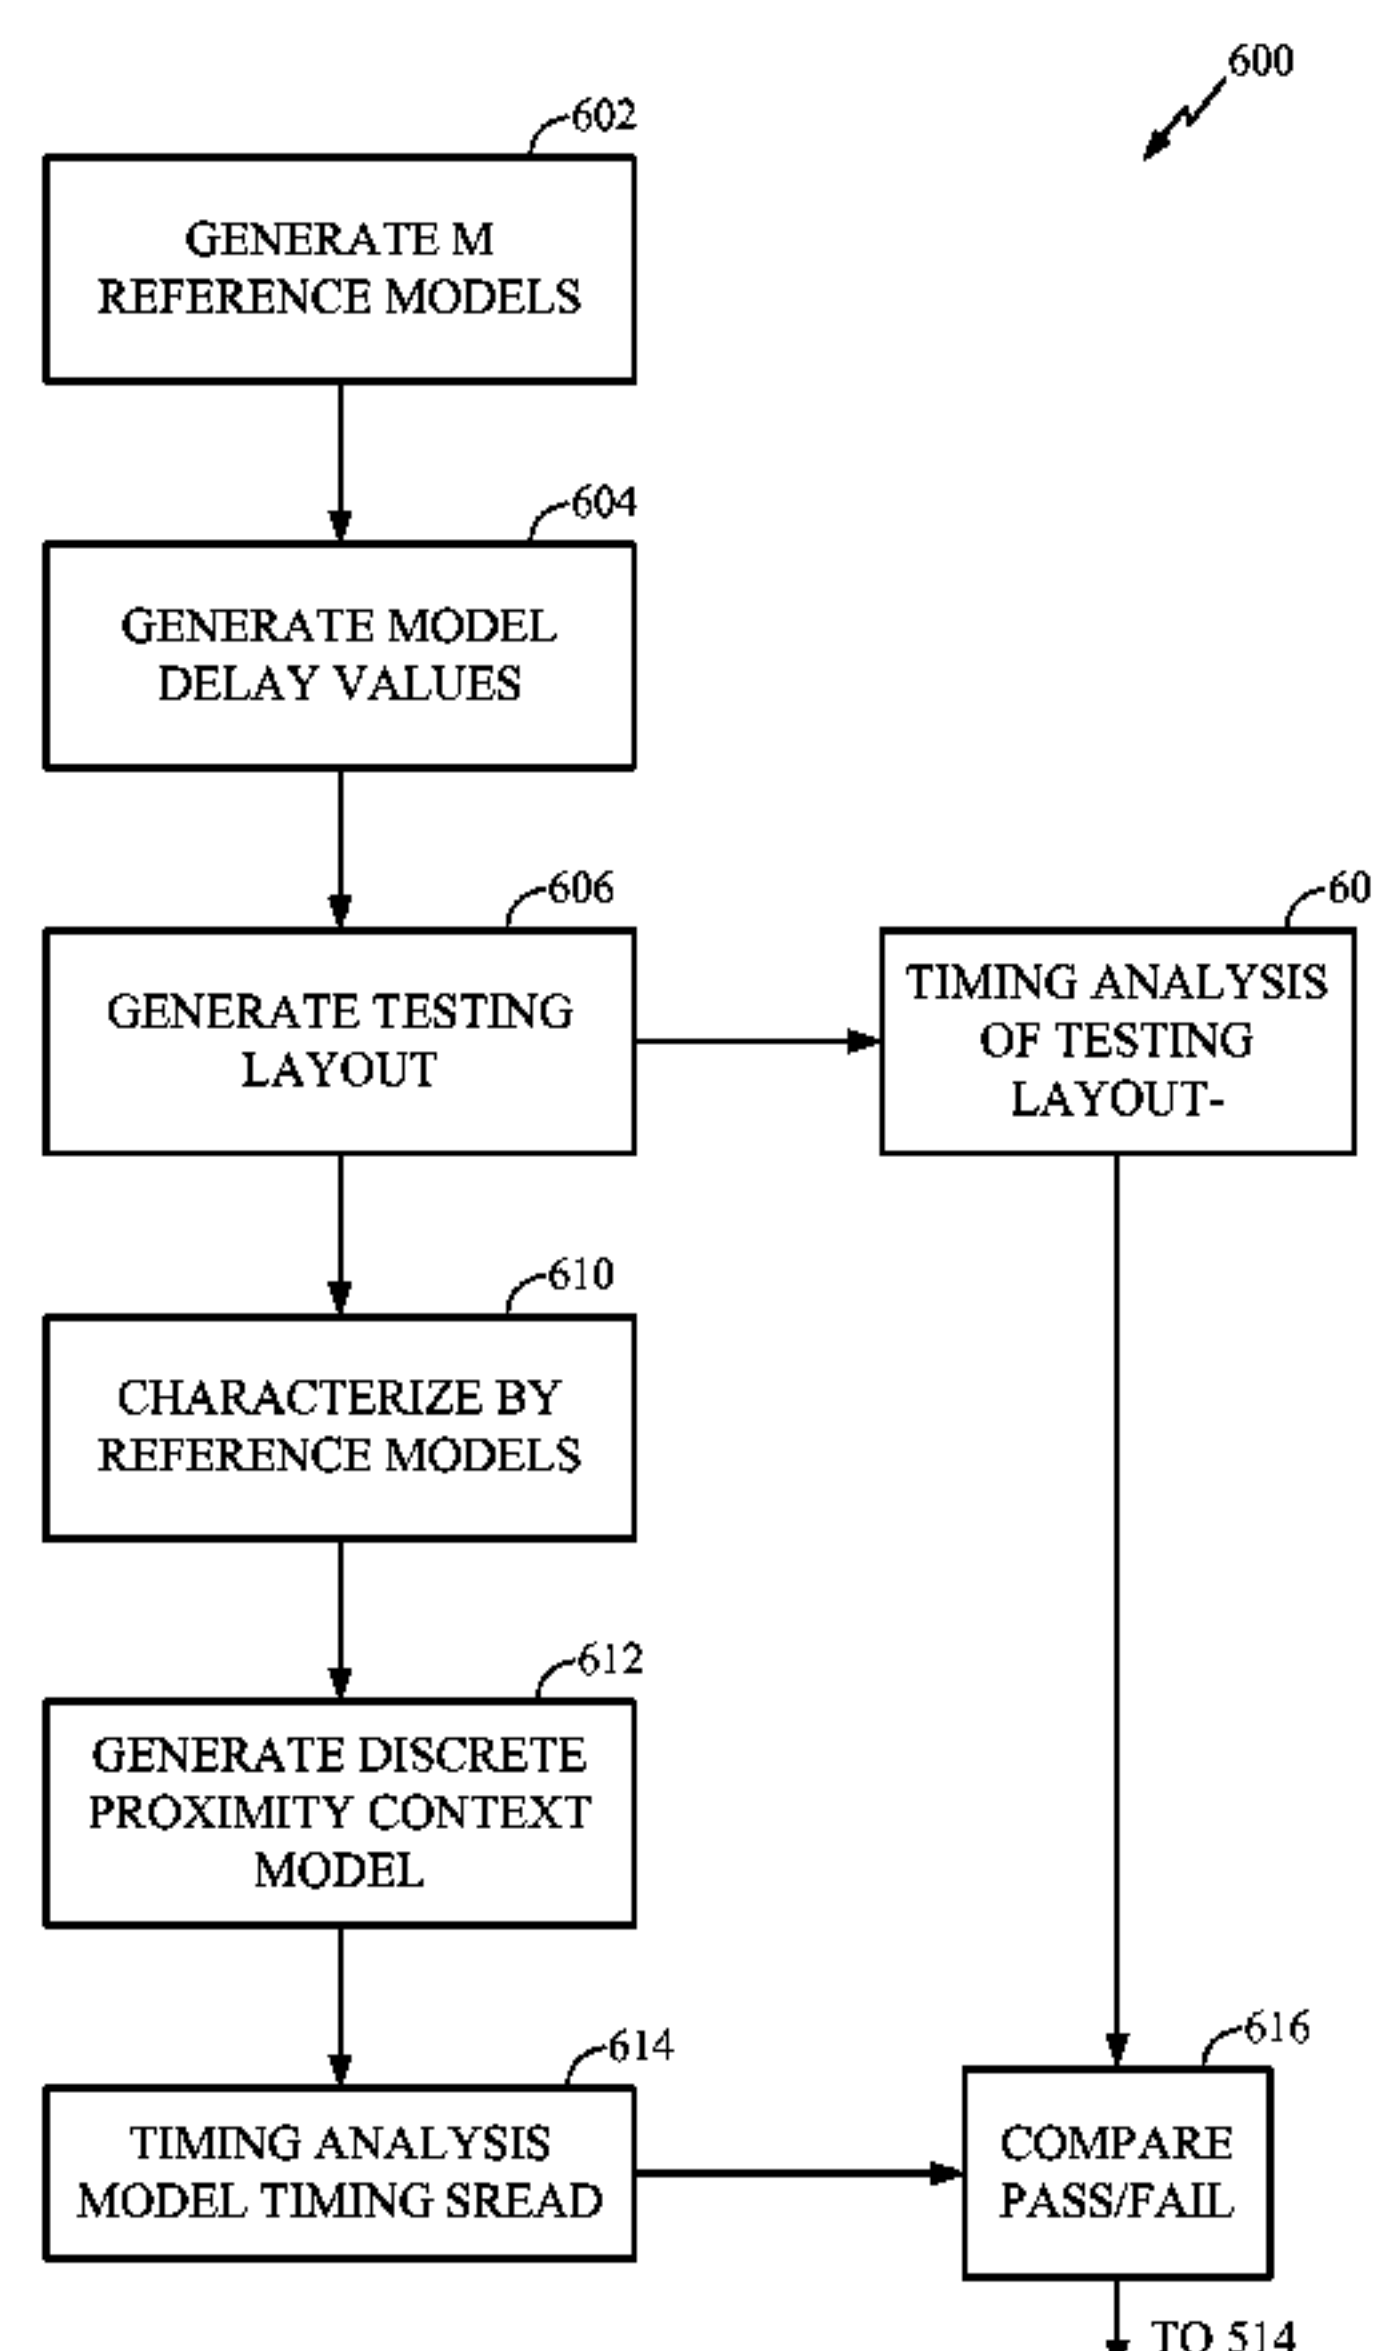 600
602
GENERATE M
REFERENCE MODELS
604
GENERATE MODEL
DELAY VALUES
606
GENERATE TESTING
LAYOUT
60
TIMING ANALYSIS
OF TESTING
LAYOUT-
610
CHARACTERIZE BY
REFERENCE MODELS
612
GENERATE DISCRETE
PROXIMITY CONTEXT
MODEL
614
TIMING ANALYSIS
MODEL TIMING SREAD
616
COMPARE
PASS/FAIL
TO 514